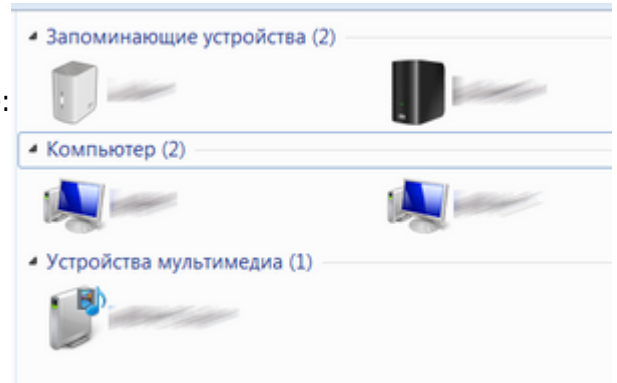 Запоминающие устройства (2)
:
Компьютер (2)
Устройства мультимедиа (1)